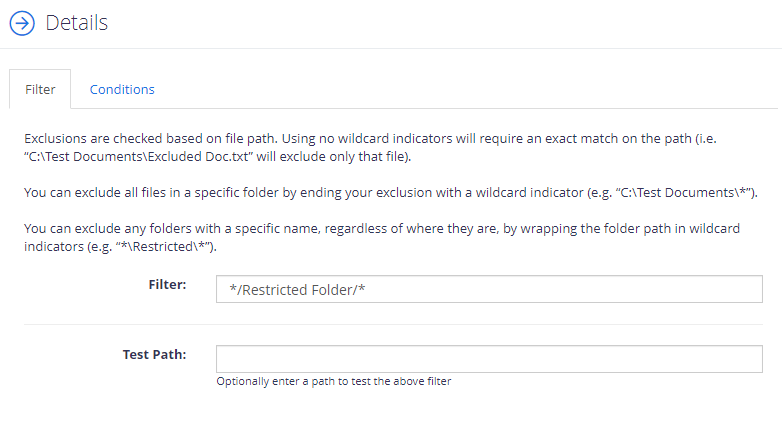 Details
Filter
Conditions
Exclusions are checked based on file path. Using no wildcard indicators will require an exact match on the path (i.e.
“C:\Test Documents\Excluded Doc.txt” will exclude only that file).
You can exclude all files in a specific folder by ending your exclusion with a wildcard indicator (e.g. “C:\Test Documents\*”).
You can exclude any folders with a specific name, regardless of where they are, by wrapping the folder path in wildcard
indicators (e.g. “*\Restricted\*”).
Filter:
*/Restricted Folder/*
Test Path:
Optionally enter a path to test the above filter